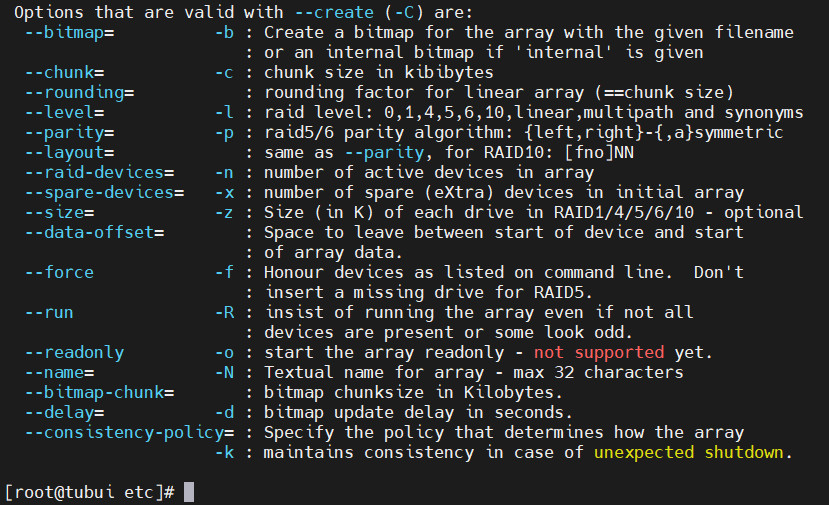 Options that are valid with --create (-C) are:
--bitmap= -b : Create a bitmap for the array with the given filename
: or an internal bitmap if 'internal' is given
--chunk= -c : chunk size in kibibytes
--rounding= : rounding factor for linear array (==chunk size)
--level= -l : raid level: 0,1,4,5,6,10,linear,multipath and synonyms
--parity= -p : raid5/6 parity algorithm: {left,right}-{,a}symmetric
--layout= : same as --parity, for RAID10: [fno]NN
--raid-devices= -n : number of active devices in array
--spare-devices= -x : number of spare (eXtra) devices in initial array
--size= -z : Size (in K) of each drive in RAID1/4/5/6/10 - optional
--data-offset= : Space to leave between start of device and start
: of array data.
--force -f : Honour devices as listed on command line.  Don't
: insert a missing drive for RAID5.
--run -R : insist of running the array even if not all
: devices are present or some look odd.
--readonly -o : start the array readonly - not supported yet.
--name= -N : Textual name for array - max 32 characters
--bitmap-chunk= : bitmap chunksize in Kilobytes.
--delay= -d : bitmap update delay in seconds.
--consistency-policy= : Specify the policy that determines how the array
-k : maintains consistency in case of unexpected shutdown.
[root@tubui etc]#